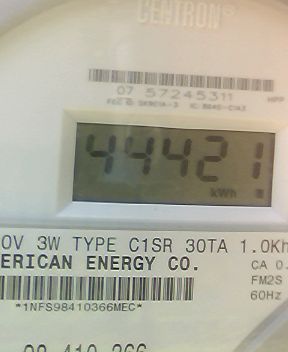 CENTRON®
07 57245311
44421
kWh
0V 3W TYPE C1SR 30TA 1.0Kh
ERICAN ENERGY CO.
CA 0.
FM2S
60Hz
*1NFS98410366MEC*